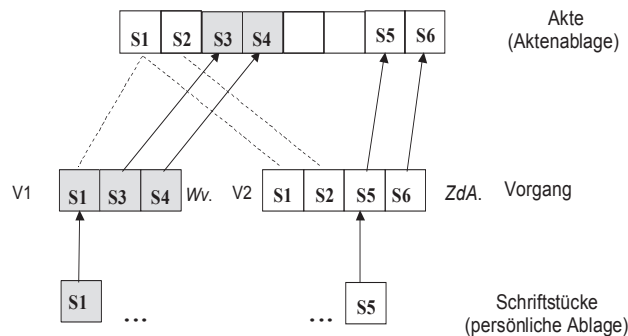 Akte
(Aktenablage)
S1 S2 S3 S4 S5 S6
V1 S1 S3 S4 Wv. V2 S1 S2 S5 S6 ZdA. Vorgang
S1 ... ... S5
Schriftstücke
(persönliche Ablage)